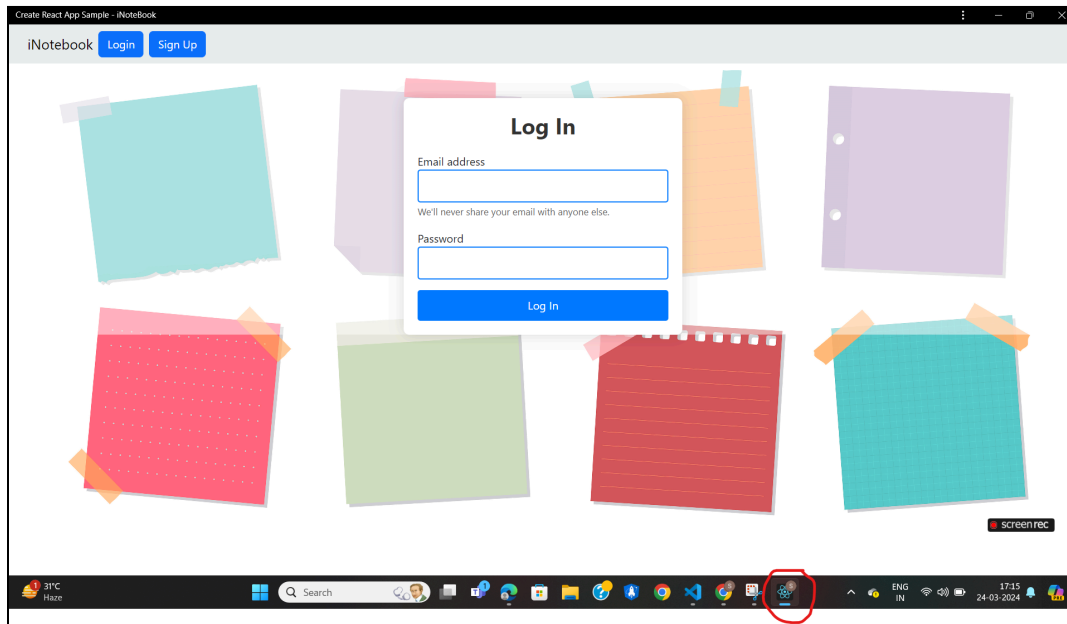 Create React App Sample - iNoteBook
iNotebook Login Sign Up
Log In
Email address
We'll never share your email with anyone else.
Password
Log In
screenrec
1 31°C
Haze
Search
ENG
IN
17:15
24-03-2024